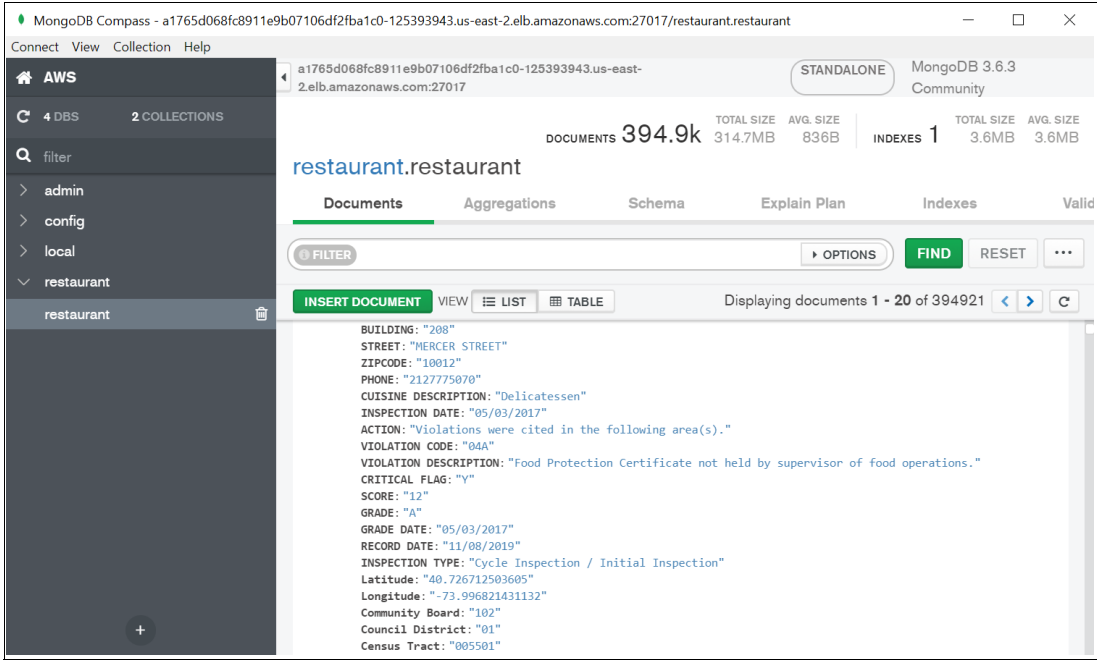 MongoDB Compass - a1765d068fc8911e9b07106df2fba1c0-125393943.us-east-2.elb.amazonaws.com:27017/restaurant.restaurant
Connect View Collection Help
AWS
4 DBS 2 COLLECTIONS
filter
admin
config
local
restaurant
restaurant
a1765d068fc8911e9b07106df2fba1c0-125393943.us-east-
2.elb.amazonaws.com:27017
STANDALONE
MongoDB 3.6.3
Community
DOCUMENTS 394.9k
TOTAL SIZE AVG. SIZE
314.7MB 836B
INDEXES 1
TOTAL SIZE AVG. SIZE
3.6MB 3.6MB
restaurant.restaurant
Documents Aggregations Schema Explain Plan Indexes Valid
FILTER OPTIONS FIND RESET ...
INSERT DOCUMENT VIEW LIST TABLE Displaying documents 1 - 20 of 394921
BUILDING: "208"
STREET: "MERCER STREET"
ZIPCODE: "10012"
PHONE: "2127775070"
CUISINE DESCRIPTION: "Delicatessen"
INSPECTION DATE: "05/03/2017"
ACTION: "Violations were cited in the following area(s)."
VIOLATION CODE: "04A"
VIOLATION DESCRIPTION: "Food Protection Certificate not held by supervisor of food operations."
CRITICAL FLAG: "Y"
SCORE: "12"
GRADE: "A"
GRADE DATE: "05/03/2017"
RECORD DATE: "11/08/2019"
INSPECTION TYPE: "Cycle Inspection / Initial Inspection"
Latitude: "40.726712503605"
Longitude: "-73.996821431132"
Community Board: "102"
Council District: "01"
Census Tract: "005501"